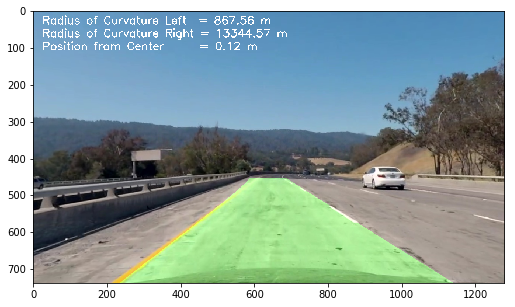 Radius of Curvature Left = 867.56 m
Radius of Curvature Right = 13344.57 m
Position from Center = 0.12 m
0
100
200
300
400
500
600
700
0 200 400 600 800 1000 1200